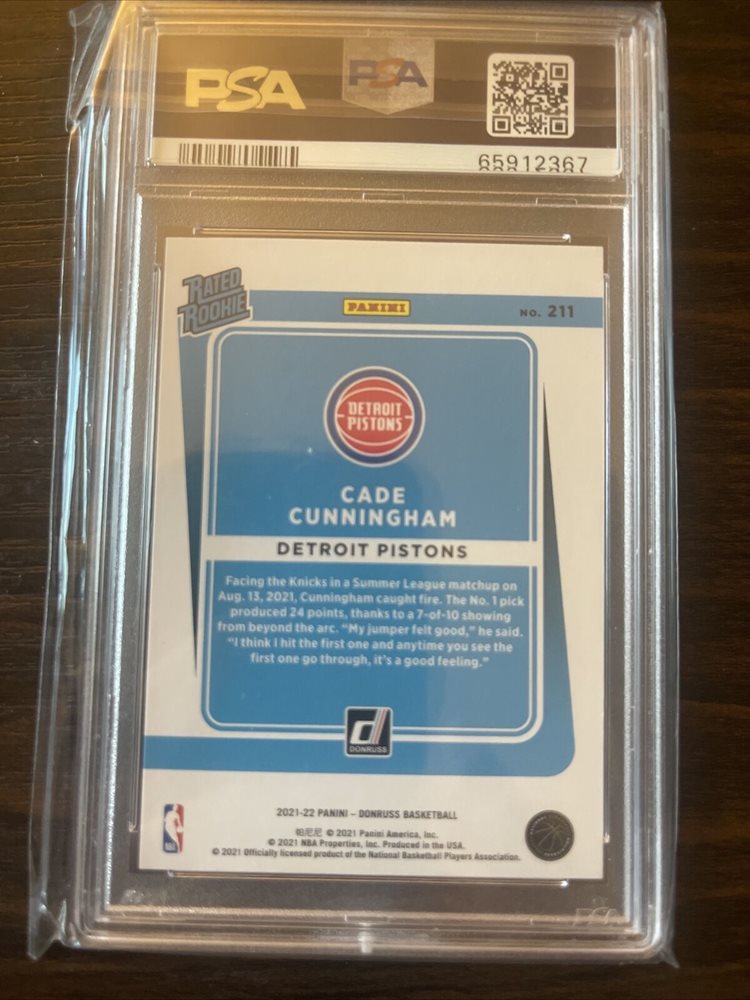 PSA PSA
65912367
RATED
ROOKIE
PANINI
NO. 211
DETROIT
PISTONS
CADE
CUNNINGHAM
DETROIT PISTONS
Facing the Knicks in a Summer League matchup on
Aug. 13, 2021, Cunningham caught fire. The No. 1 pick
produced 24 points, thanks to a 7-of-10 showing
from beyond the arc. “My jumper felt good,” he said.
“I think I hit the first one and anytime you see the
first one go through, it’s a good feeling.”
d
DONRUSS
2021-22 PANINI – DONRUSS BASKETBALL
帕尼尼 © 2021 Panini America, Inc.
© 2021 NBA Properties, Inc. Produced in the USA.
© 2021 Officially licensed product of the National Basketball Players Association.
NBA
PSA